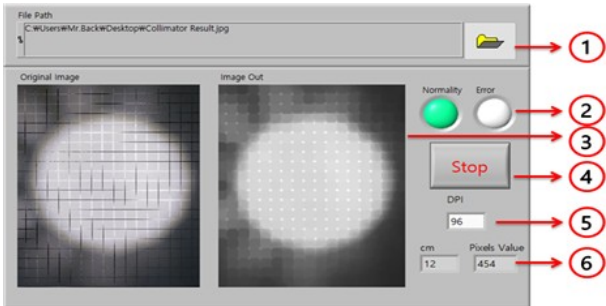 File Path
C:₩Users₩Mr.Back₩Desktop₩Collimator Result.jpg
1
Original Image
Image Out
Normality
Error
2
3
Stop
4
DPI
96
5
cm
Pixels Value
12
454
6